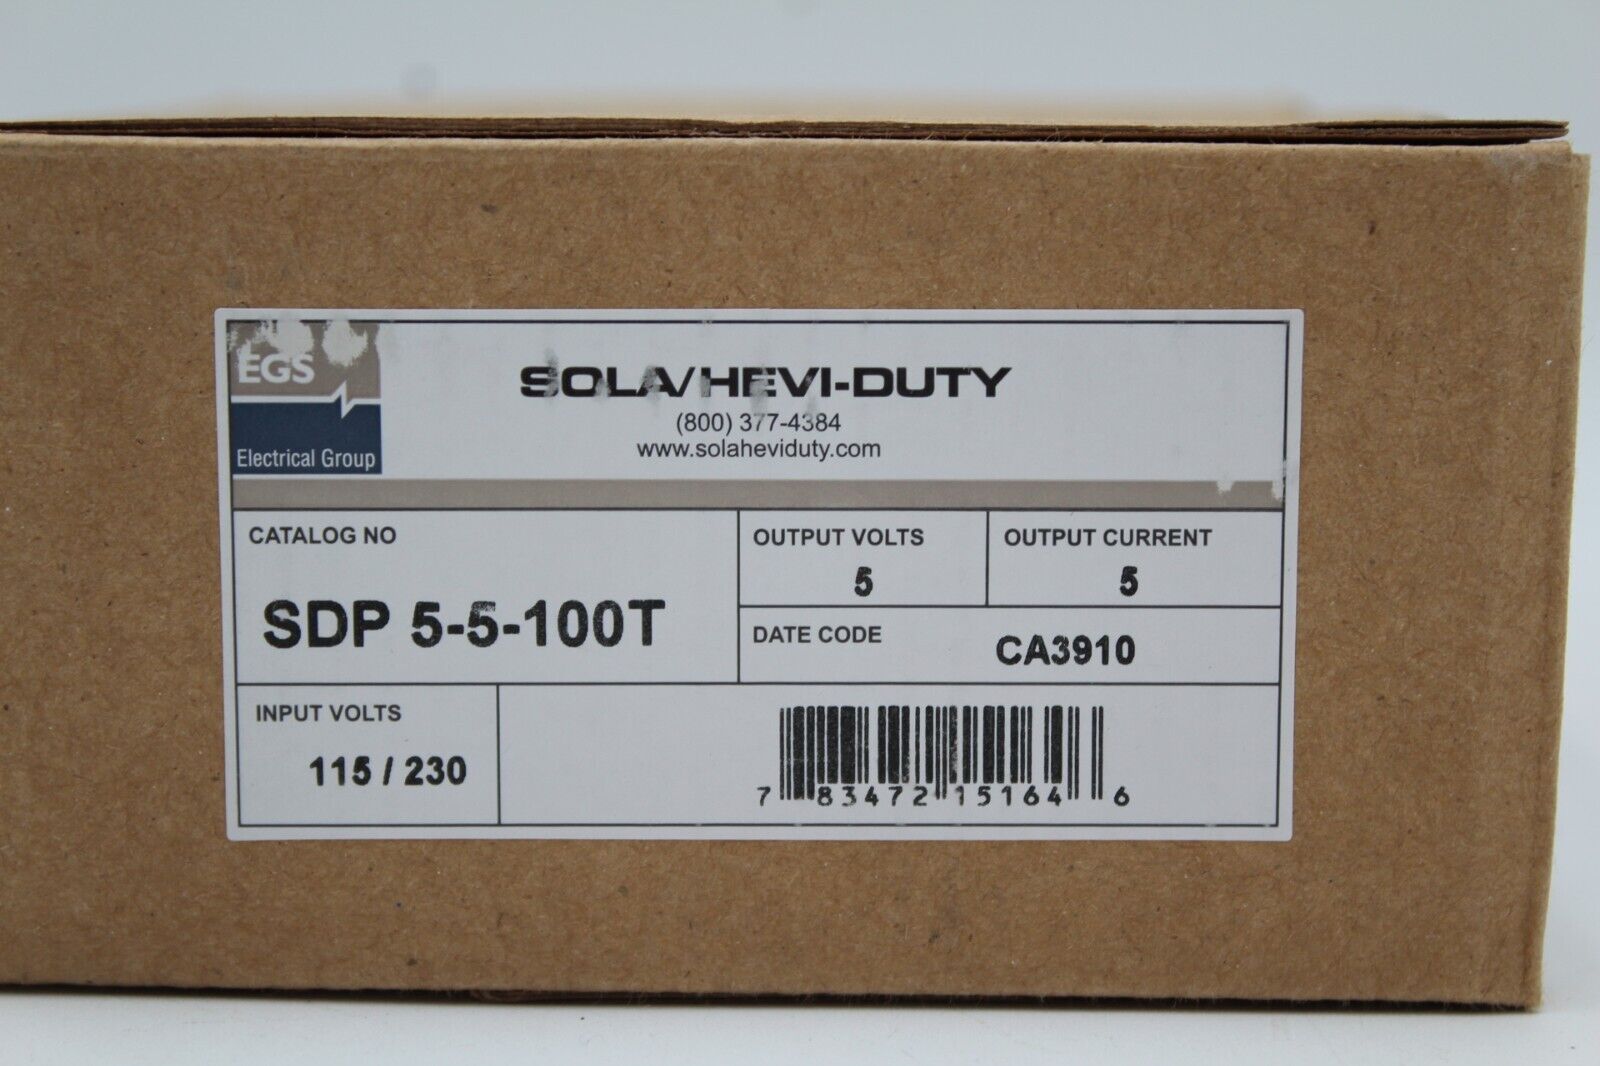 EGS
Electrical Group
SOLA/HEVI-DUTY
(800) 377-4384
www.solaheviduty.com
CATALOG NO
SDP 5-5-100T
OUTPUT VOLTS
5
OUTPUT CURRENT
5
DATE CODE
CA3910
INPUT VOLTS
115 / 230
7 83472 15164 6